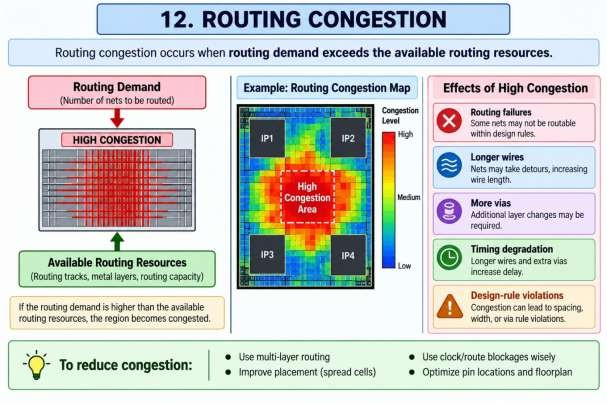 12. ROUTING CONGESTION
Routing congestion occurs when routing demand exceeds the available routing resources.
Routing Demand
(Number of nets to be routed)
HIGH CONGESTION
Available Routing Resources
(Routing tracks, metal layers, routing capacity)
If the routing demand is higher than the available
routing resources, the region becomes congested.
Example: Routing Congestion Map
IP1
IP2
High
Congestion
Area
IP3
IP4
Congestion
Level
High
Medium
Low
Effects of High Congestion
Routing failures
Some nets may not be routable
within design rules.
Longer wires
Nets may take detours, increasing
wire length.
More vias
Additional layer changes may be
required.
Timing degradation
Longer wires and extra vias
increase delay.
Design-rule violations
Congestion can lead to spacing,
width, or via rule violations.
To reduce congestion:
• Use multi-layer routing
• Improve placement (spread cells)
• Use clock/route blockages wisely
• Optimize pin locations and floorplan